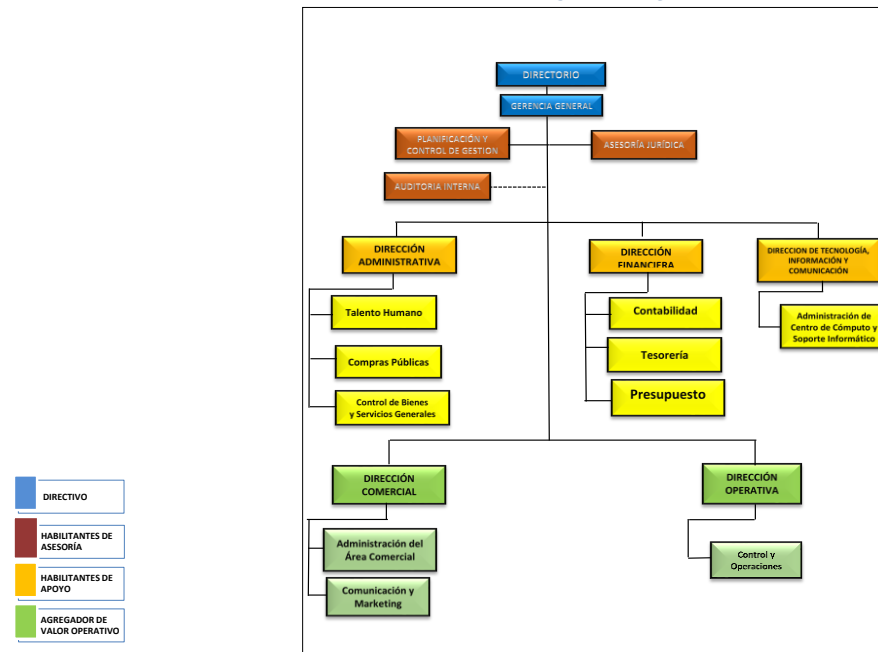 DIRECTORIO
GERENCIA GENERAL
PLANIFICACIÓN Y
CONTROL DE GESTION
ASESORÍA JURÍDICA
AUDITORIA INTERNA
DIRECCIÓN
ADMINISTRATIVA
DIRECCIÓN
FINANCIERA
DIRECCION DE TECNOLOGÍA,
INFORMACIÓN Y
COMUNICACIÓN
Talento Humano
Compras Públicas
Control de Bienes
y Servicios Generales
Contabilidad
Tesorería
Presupuesto
Administración de
Centro de Cómputo y
Soporte Informático
DIRECCIÓN
COMERCIAL
DIRECCIÓN
OPERATIVA
Administración del
Área Comercial
Comunicación y
Marketing
Control y
Operaciones
DIRECTIVO
HABILITANTES DE
ASESORÍA
HABILITANTES DE
APOYO
AGREGADOR DE
VALOR OPERATIVO